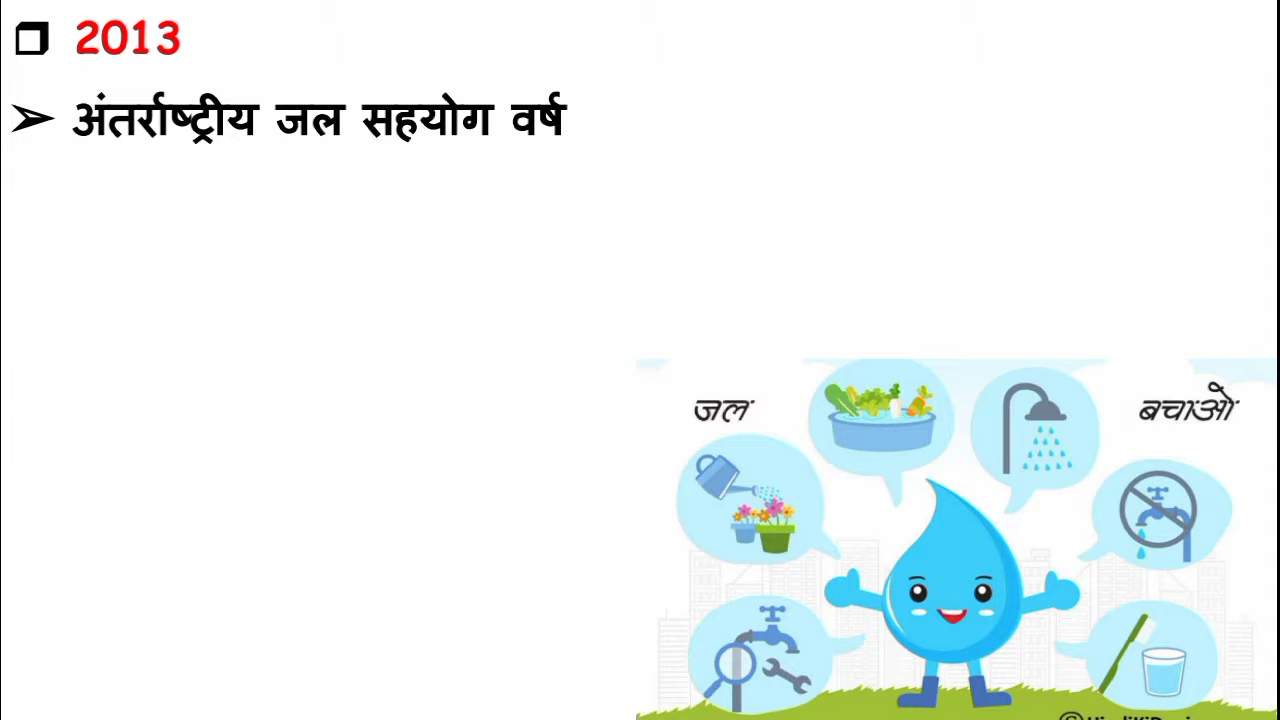 2013
अंतर्राष्ट्रीय जल सहयोग वर्ष
जल बचाओ